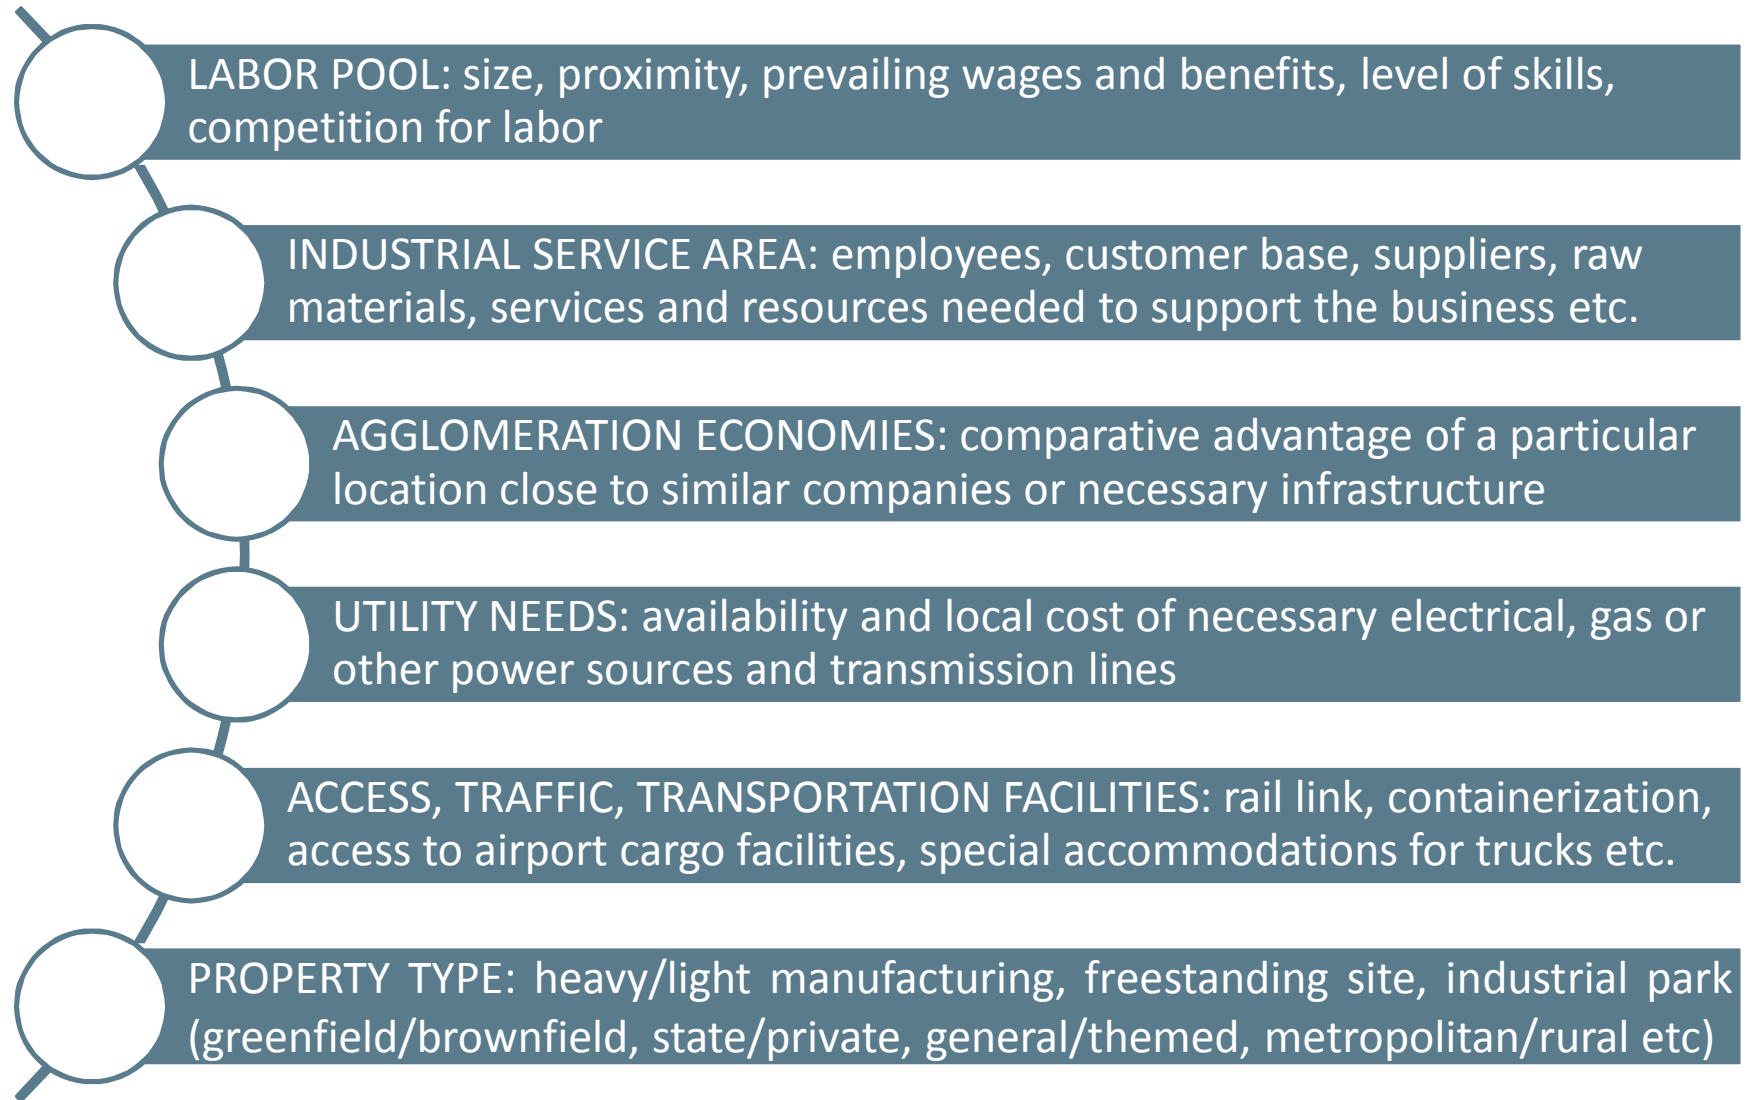 LABOR POOL: size, proximity, prevailing wages and benefits, level of skills,
competition for labor
INDUSTRIAL SERVICE AREA: employees, customer base, suppliers, raw
materials, services and resources needed to support the business etc.
AGGLOMERATION ECONOMIES: comparative advantage of a particular
location close to similar companies or necessary infrastructure
UTILITY NEEDS: availability and local cost of necessary electrical, gas or
other power sources and transmission lines
ACCESS, TRAFFIC, TRANSPORTATION FACILITIES: rail link, containerization,
access to airport cargo facilities, special accommodations for trucks etc.
PROPERTY TYPE: heavy/light manufacturing, freestanding site, industrial park
(greenfield/brownfield, state/private, general/themed, metropolitan/rural etc)